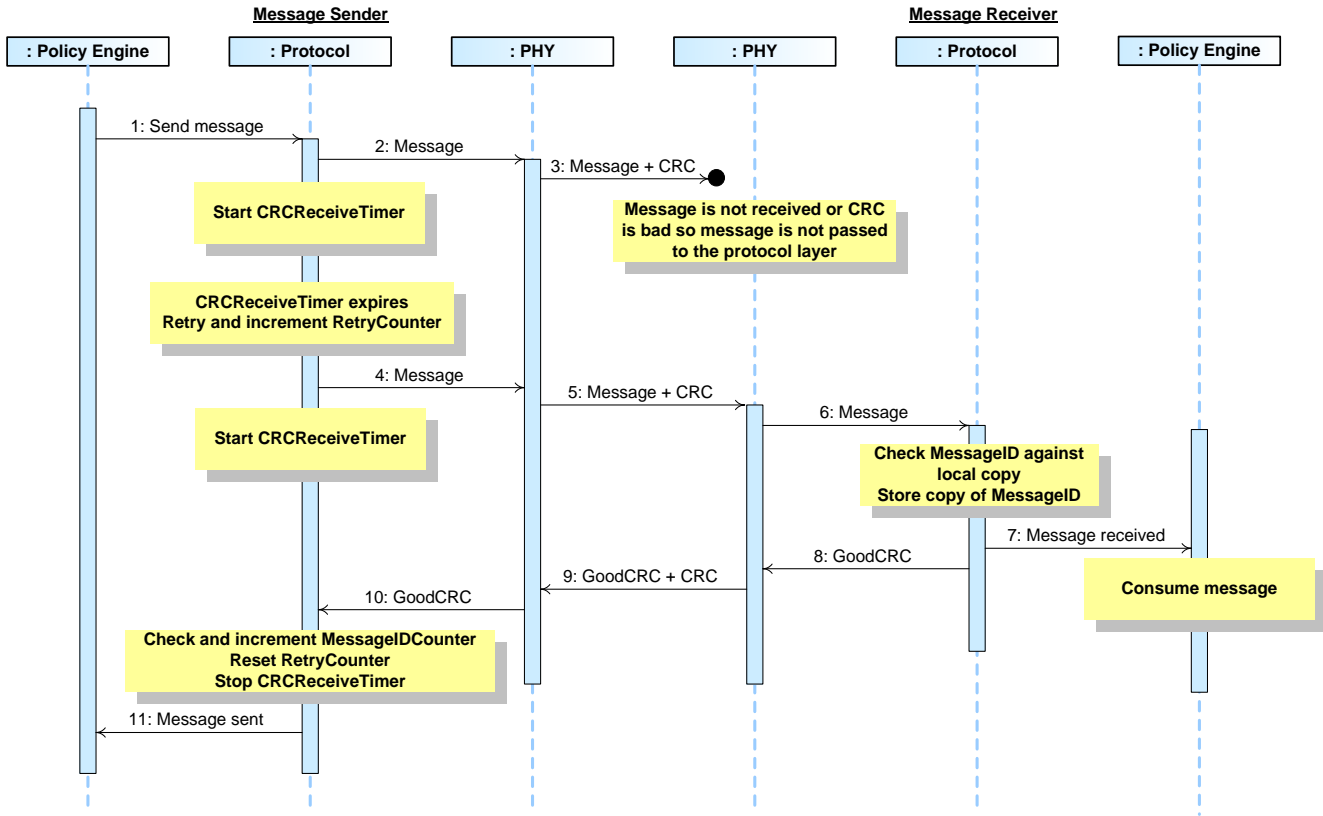 Message Sender
Message Receiver
: Policy Engine
: Protocol
: PHY
: PHY
: Protocol
: Policy Engine
1: Send message
2: Message
3: Message + CRC
Start CRCReceiveTimer
Message is not received or CRC
is bad so message is not passed
to the protocol layer
CRCReceiveTimer expires
Retry and increment RetryCounter
4: Message
5: Message + CRC
6: Message
Start CRCReceiveTimer
Check MessageID against
local copy
Store copy of MessageID
7: Message received
8: GoodCRC
9: GoodCRC + CRC
10: GoodCRC
Consume message
Check and increment MessageIDCounter
Reset RetryCounter
Stop CRCReceiveTimer
11: Message sent